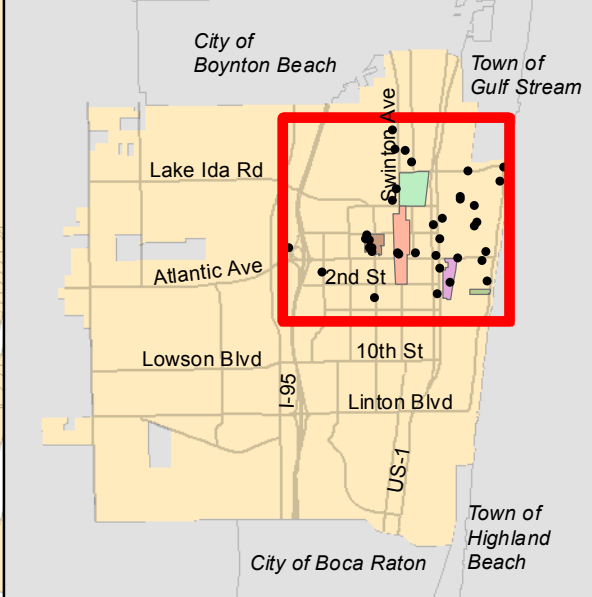 City of
Boynton Beach
Town of
Gulf Stream
Swinton Ave
Lake Ida Rd
Atlantic Ave
2nd St
Lowson Blvd
10th St
I-95
Linton Blvd
US-1
Town of
Highland
Beach
City of Boca Raton